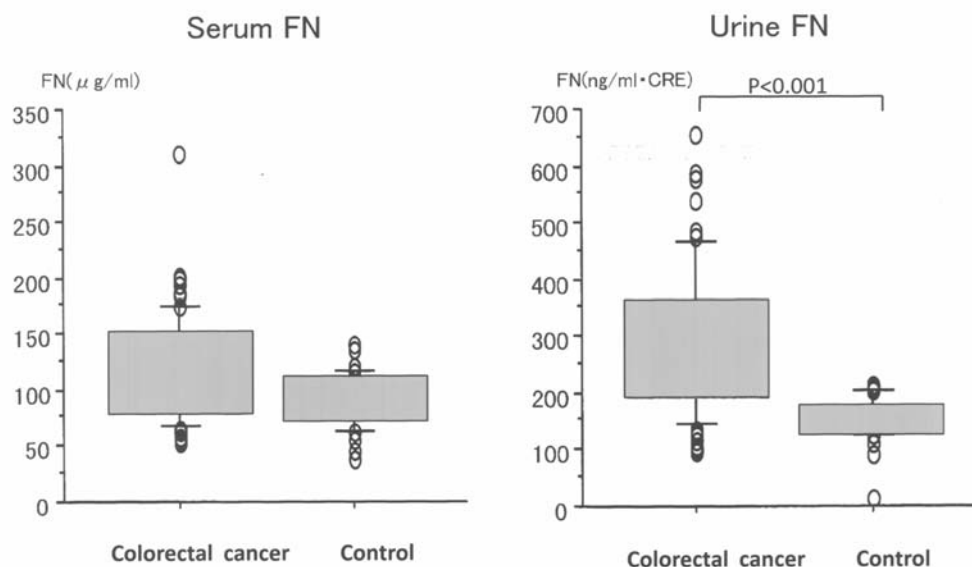 Serum FN
FN( μ g/ml)
350
300
250
200
150
100
50
0
Colorectal cancer
Control
Urine FN
FN(ng/ml・CRE)
P<0.001
700
600
500
400
300
200
100
0
Colorectal cancer
Control